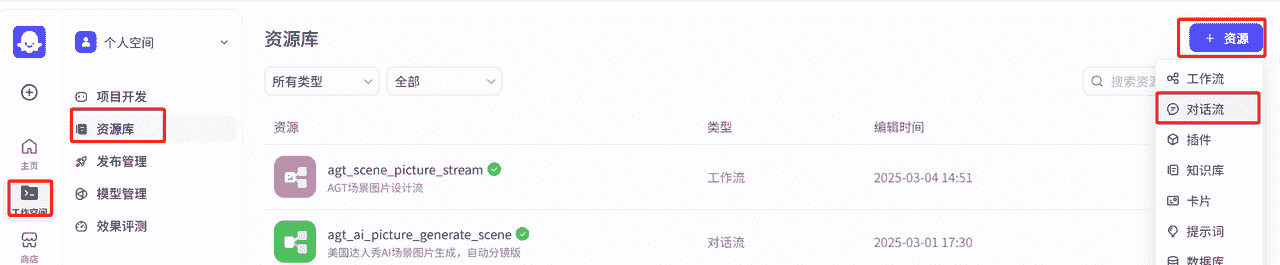 个人空间
资源库
+ 资源
所有类型
全部
搜索资源
工作流
项目开发
对话流
资源库
资源
类型
编辑时间
插件
主页
发布管理
agt_scene_picture_stream
AGT场景图片设计流
工作流
2025-03-04 14:51
知识库
工作空间
模型管理
卡片
效果评测
agt_ai_picture_generate_scene
美国达人秀AI场景图片生成，自动分镜版
对话流
2025-03-01 17:30
提示词
商店
数据库